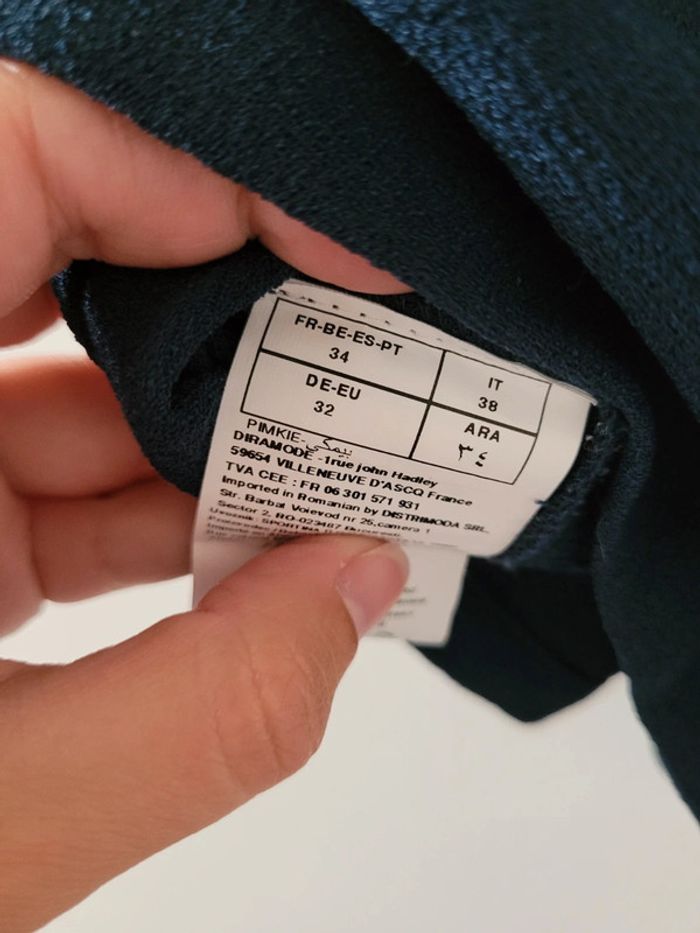 FR-BE-ES-PT
34
IT
38
DE-EU
32
ARA
٣٤
PIMKIE-بيمكي
DIRAMODE -1rue john Hadley
59654 VILLENEUVE D'ASCQ France
TVA CEE : FR 06 301 571 931
Imported in Romanian by DISTRIMODA SRL
Str. Barbat Voievod nr 25,camera 1
Sector 2, RO-023487
Uvoznik: SPORTINA